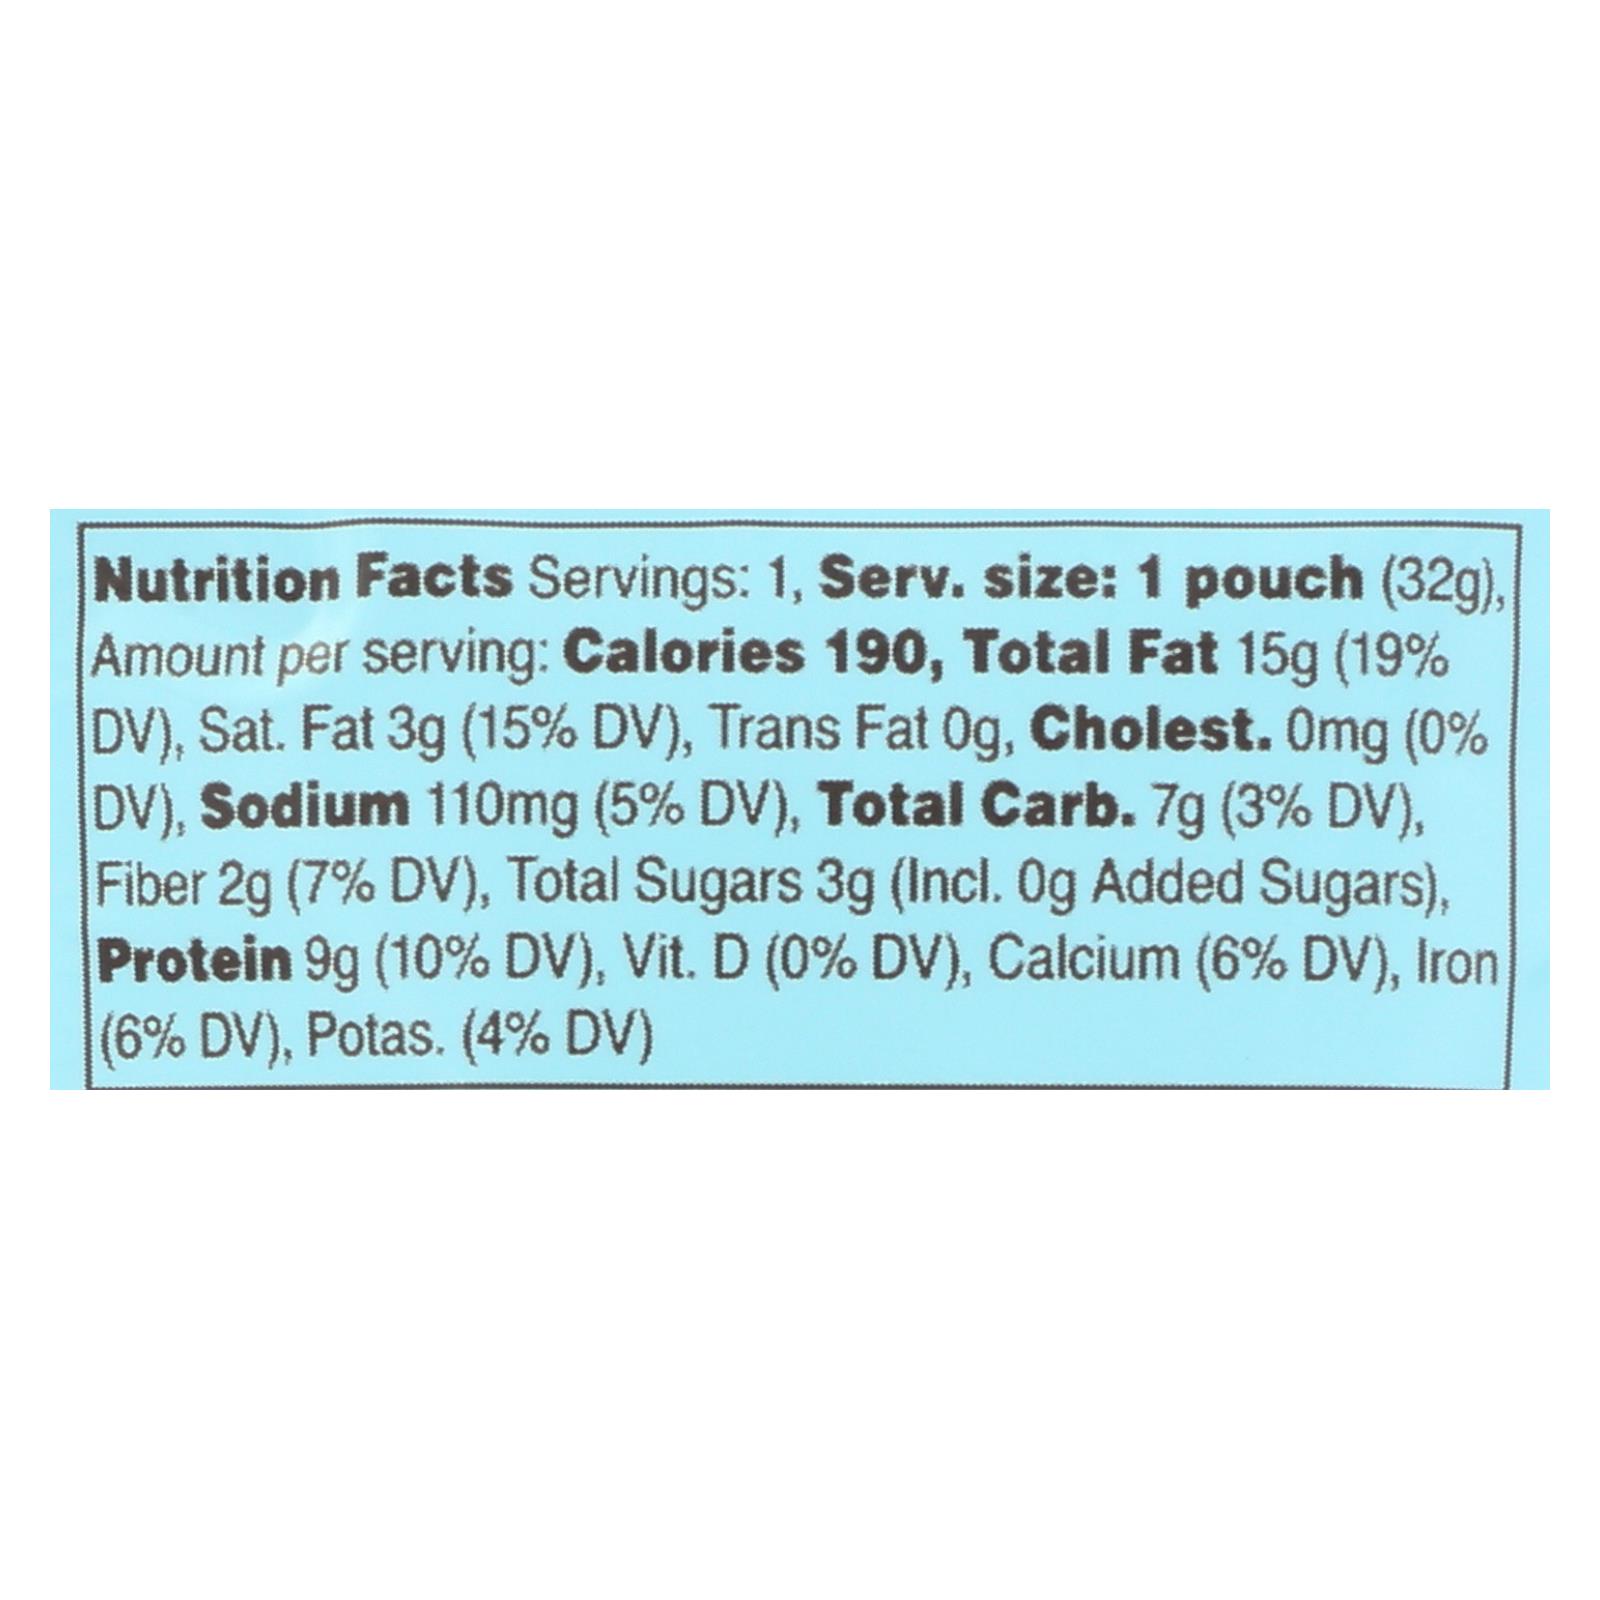 Nutrition Facts Servings: 1, Serv. size: 1 pouch (32g),
Amount per serving: Calories 190, Total Fat 15g (19%
DV), Sat. Fat 3g (15% DV), Trans Fat 0g, Cholest. 0mg (0%
DV), Sodium 110mg (5% DV), Total Carb. 7g (3% DV),
Fiber 2g (7% DV), Total Sugars 3g (Incl. 0g Added Sugars),
Protein 9g (10% DV), Vit. D (0% DV), Calcium (6% DV), Iron
(6% DV), Potas. (4% DV)